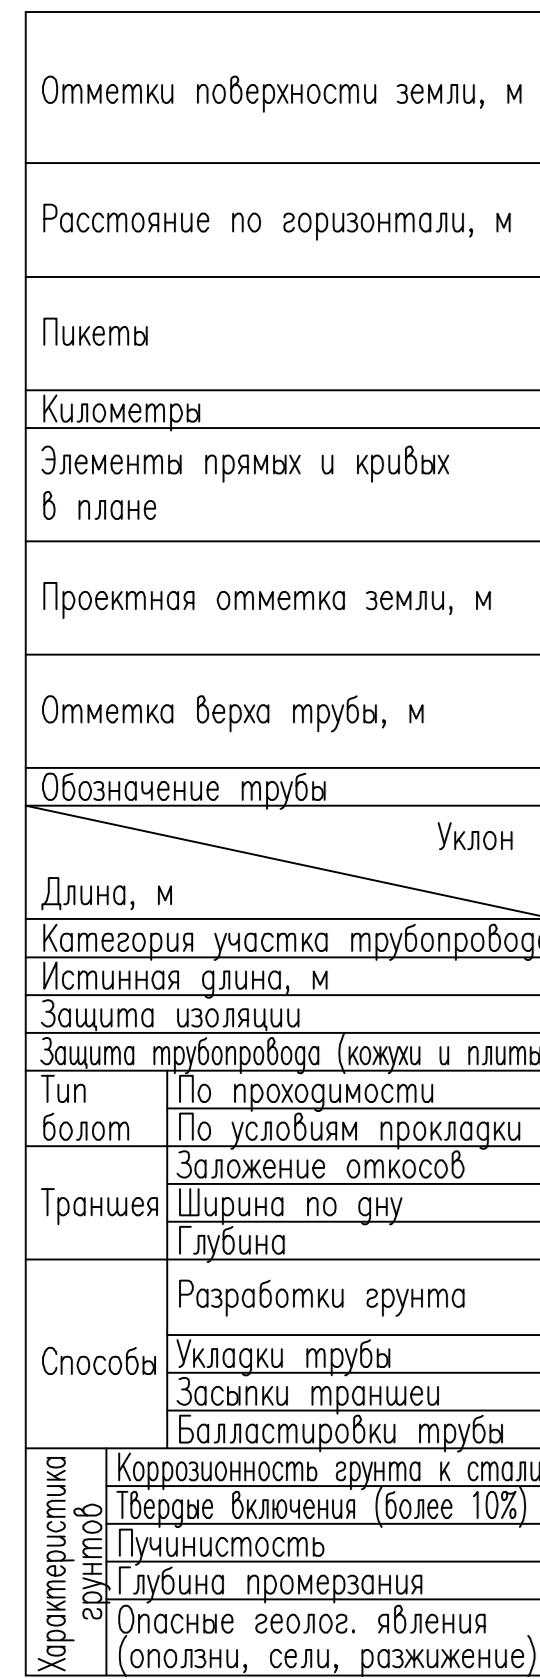 Отметки поверхности земли, м
Расстояние по горизонтали, м
Пикеты
Километры
Элементы прямых и кривых
в плане
Проектная отметка земли, м
Отметка верха трубы, м
Обозначение трубы
Уклон
Длина, м
Категория участка трубопровода
Истинная длина, м
Защита изоляции
Защита трубопровода (кожухи и плиты
Тип
болот
По проходимости
По условиям прокладки
Траншея
Заложение откосов
Ширина по дну
Глубина
Способы
Разработки грунта
Укладки трубы
Засыпки траншеи
Балластировки трубы
Характеристика
грунтов
Коррозионность грунта к стали
Твердые включения (более 10%)
Пучинистость
Глубина промерзания
Опасные геолог. явления
(оползни, сели, разжижение)